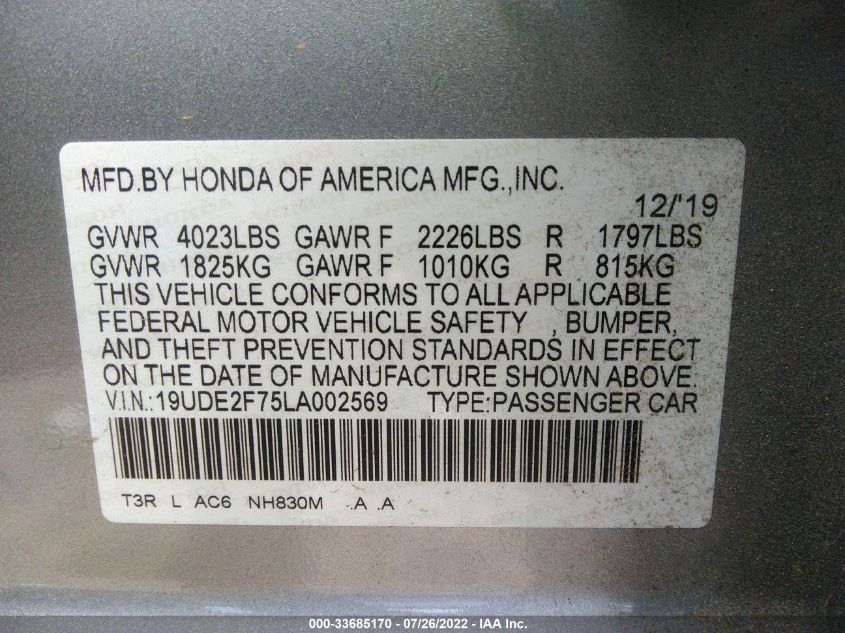 MFD.BY HONDA OF AMERICA MFG.,INC.
12/'19
GVWR 4023LBS GAWR F 2226LBS R 1797LBS
GVWR 1825KG GAWR F 1010KG R 815KG
THIS VEHICLE CONFORMS TO ALL APPLICABLE
FEDERAL MOTOR VEHICLE SAFETY , BUMPER,
AND THEFT PREVENTION STANDARDS IN EFFECT
ON THE DATE OF MANUFACTURE SHOWN ABOVE.
V.I.N.:19UDE2F75LA002569 TYPE:PASSENGER CAR
T3R L AC6 NH830M .A .A
000-33685170 - 07/26/2022 - IAA Inc.